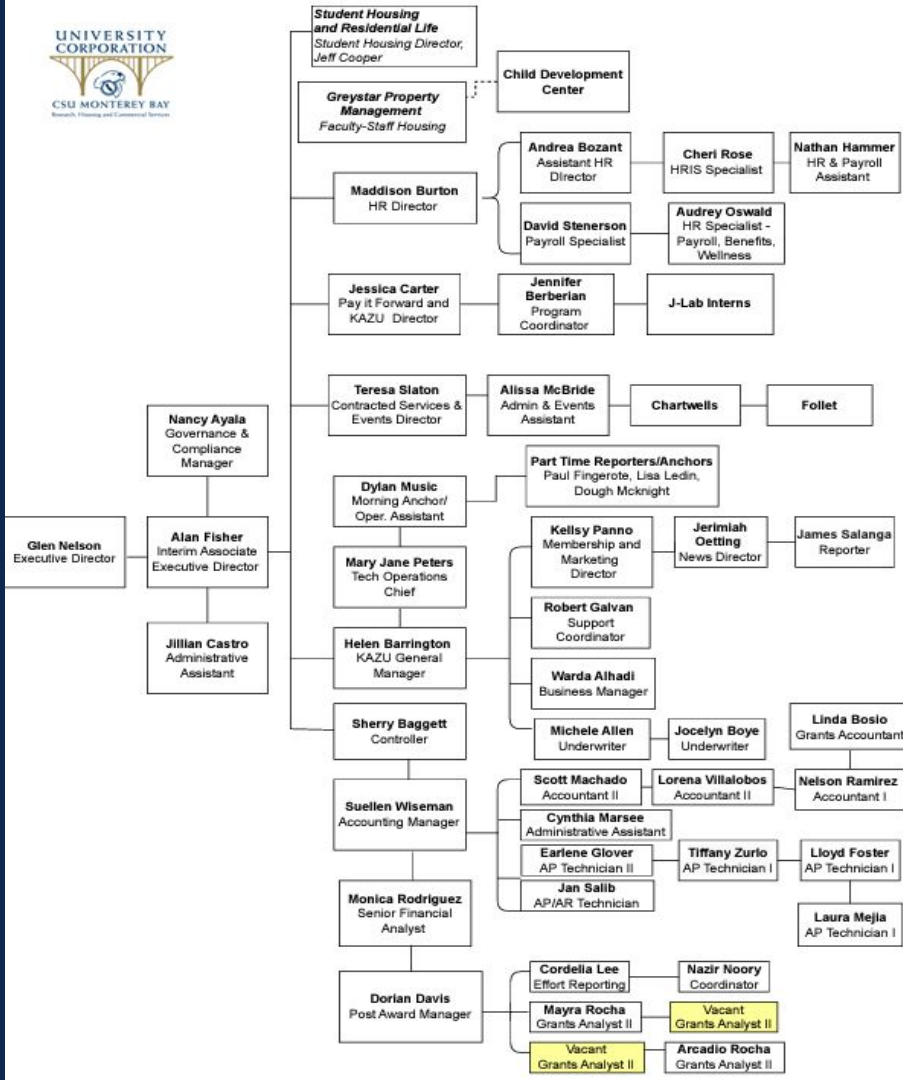 UNIVERSITY
CORPORATION
CSU MONTEREY BAY
Research, Housing and Commercial Services
Student Housing
and Residential Life
Student Housing Director,
Jeff Cooper
Greystar Property
Management
Faculty-Staff Housing
Child Development
Center
Maddison Burton
HR Director
Andrea Bozant
Assistant HR
DIrector
Cheri Rose
HRIS Specialist
Nathan Hammer
HR & Payroll
Assistant
David Stenerson
Payroll Specialist
Audrey Oswald
HR Specialist -
Payroll, Benefits,
Wellness
Jessica Carter
Pay it Forward and
KAZU Director
Jennifer
Berberian
Program
Coordinator
J-Lab Interns
Teresa Slaton
Contracted Services &
Events Director
Alissa McBride
Admin & Events
Assistant
Chartwells
Follet
Nancy Ayala
Governance &
Compliance
Manager
Glen Nelson
Executive Director
Alan Fisher
Interim Associate
Executive Director
Jillian Castro
Administrative
Assistant
Dylan Music
Morning Anchor/
Oper. Assistant
Part Time Reporters/Anchors
Paul Fingerote, Lisa Ledin,
Dough Mcknight
Mary Jane Peters
Tech Operations
Chief
Helen Barrington
KAZU General
Manager
Kellsy Panno
Membership and
Marketing
Director
Jerimiah
Oetting
News Director
James Salanga
Reporter
Robert Galvan
Support
Coordinator
Warda Alhadi
Business Manager
Michele Allen
Underwriter
Jocelyn Boye
Underwriter
Sherry Baggett
Controller
Suellen Wiseman
Accounting Manager
Scott Machado
Accountant II
Lorena Villalobos
Accountant II
Nelson Ramirez
Accountant I
Linda Bosio
Grants Accountant
Cynthia Marsee
Administrative Assistant
Earlene Glover
AP Technician II
Tiffany Zurlo
AP Technician I
Lloyd Foster
AP Technician I
Jan Salib
AP/AR Technician
Laura Mejia
AP Technician I
Monica Rodriguez
Senior Financial
Analyst
Dorian Davis
Post Award Manager
Cordelia Lee
Effort Reporting
Nazir Noory
Coordinator
Mayra Rocha
Grants Analyst II
Vacant
Grants Analyst II
Vacant
Grants Analyst II
Arcadio Rocha
Grants Analyst II